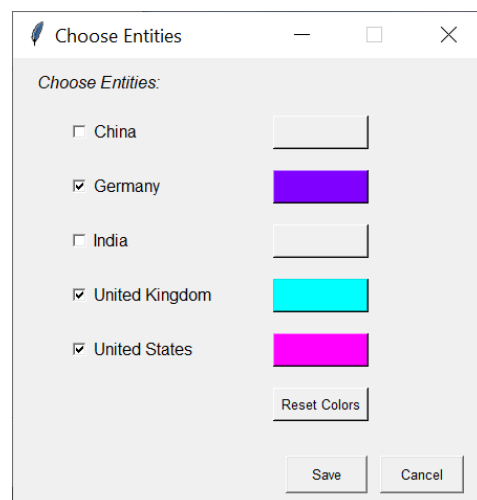 Choose Entities
Choose Entities:
China
Germany
India
United Kingdom
United States
Reset Colors
Save Cancel